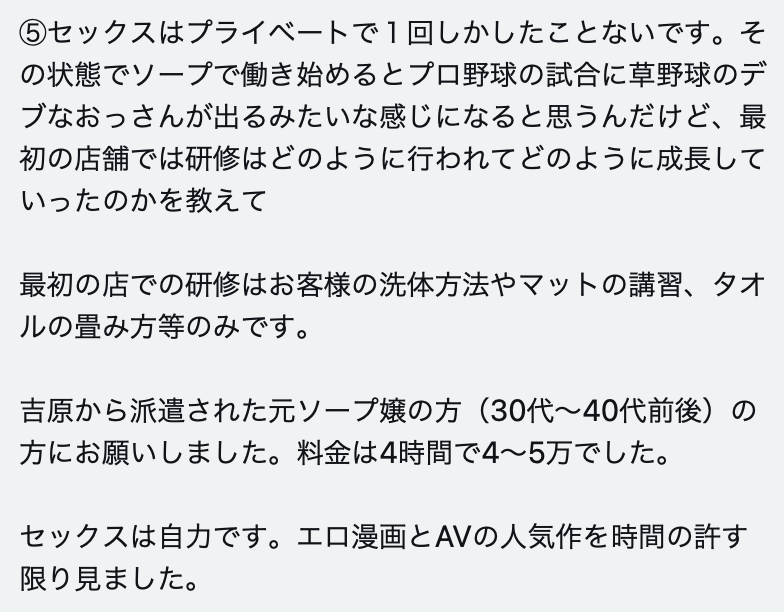 ⑤セックスはプライベートで１回しかしたことないです。そ
の状態でソープで働き始めるとプロ野球の試合に草野球のデ
ブなおっさんが出るみたいな感じになると思うんだけど、最
初の店舗では研修はどのように行われてどのように成長して
いったのかを教えて
最初の店での研修はお客様の洗体方法やマットの講習、タオ
ルの畳み方等のみです。
吉原から派遣された元ソープ嬢の方（30代〜40代前後）の
方にお願いしました。料金は4時間で4〜5万でした。
セックスは自力です。エロ漫画とAVの人気作を時間の許す
限り見ました。